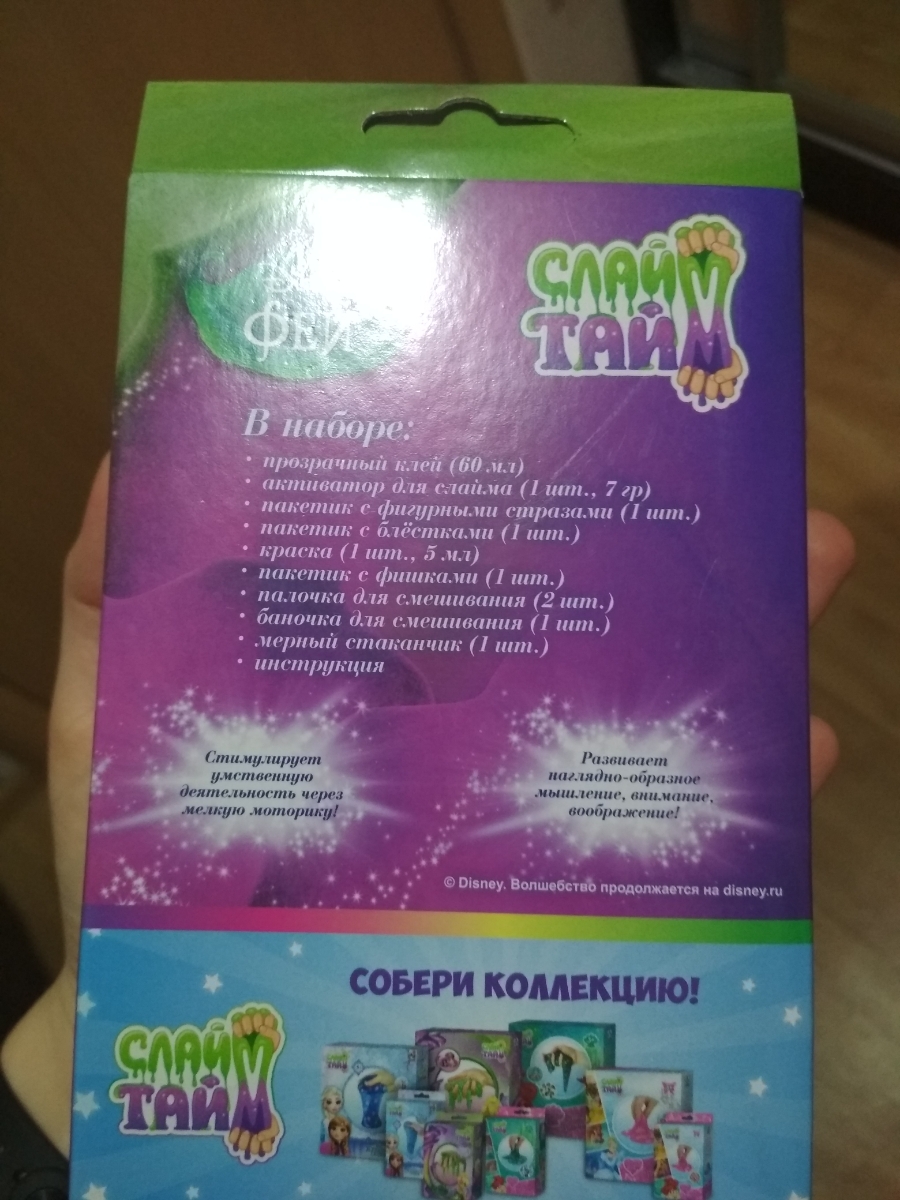 ФЕИ
СЛАЙМ
ТАЙМ
В наборе:
• прозрачный клей (60 мл)
• активатор для слайма (1 шт., 7 гр)
• пакетик с фигурными стразами (1 шт.)
• пакетик с блёстками (1 шт.)
• краска (1 шт., 5 мл)
• пакетик с фишками (1 шт.)
• палочка для смешивания (2 шт.)
• баночка для смешивания (1 шт.)
• мерный стаканчик (1 шт.)
• инструкция
Стимулирует
умственную
деятельность через
мелкую моторику!
Развивает
наглядно-образное
мышление, внимание,
воображение!
© Disney. Волшебство продолжается на disney.ru
СОБЕРИ КОЛЛЕКЦИЮ!
СЛАЙМ
ТАЙМ